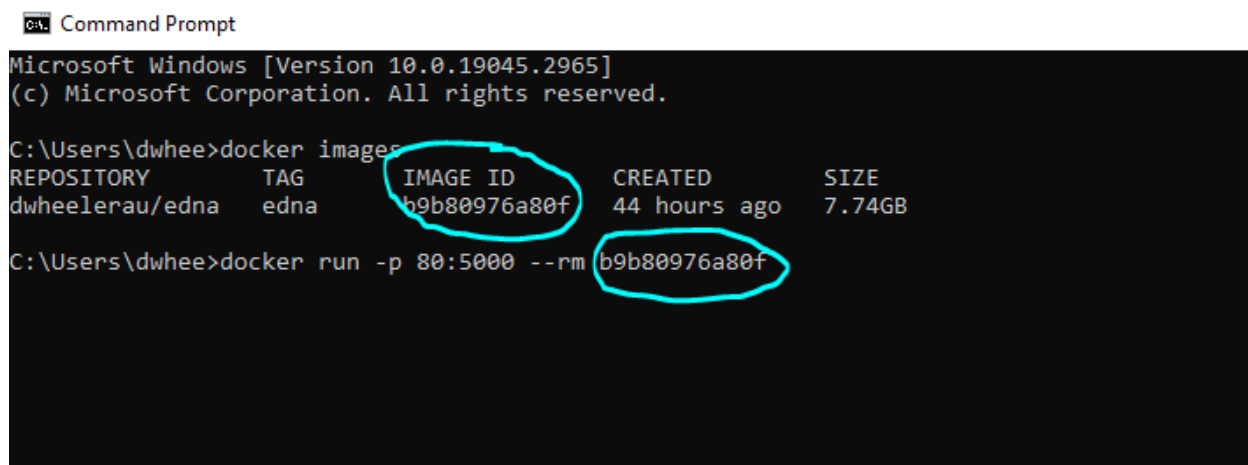 Command Prompt
Microsoft Windows [Version 10.0.19045.2965]
(c) Microsoft Corporation. All rights reserved.
C:\Users\dwhee>docker images
REPOSITORY TAG IMAGE ID CREATED SIZE
dwheelerau/edna edna b9b80976a80f 44 hours ago 7.74GB
C:\Users\dwhee>docker run -p 80:5000 --rm b9b80976a80f